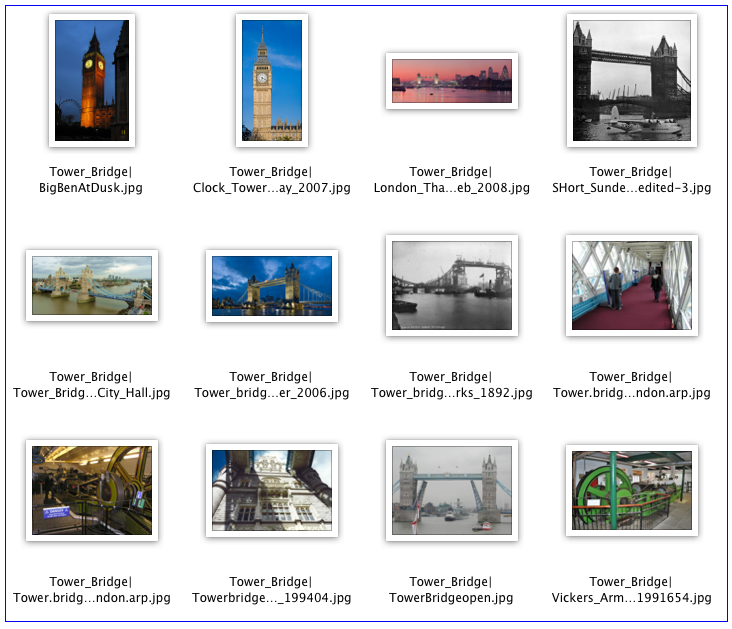 Tower_Bridge|
BigBenAtDusk.jpg
Tower_Bridge|
Clock_Tower...ay_2007.jpg
Tower_Bridge|
London_Tha...eb_2008.jpg
Tower_Bridge|
SHort_Sunde...edited-3.jpg
Tower_Bridge|
Tower_Bridg...City_Hall.jpg
Tower_Bridge|
Tower_bridg...er_2006.jpg
Tower_Bridge|
Tower_bridg...rks_1892.jpg
Tower_Bridge|
Tower.bridg...ndon.arp.jpg
DANGER
Tower_Bridge|
Tower.bridg...ndon.arp.jpg
Tower_Bridge|
Towerbridge..._199404.jpg
Tower_Bridge|
TowerBridgeopen.jpg
Tower_Bridge|
Vickers_Arm...1991654.jpg